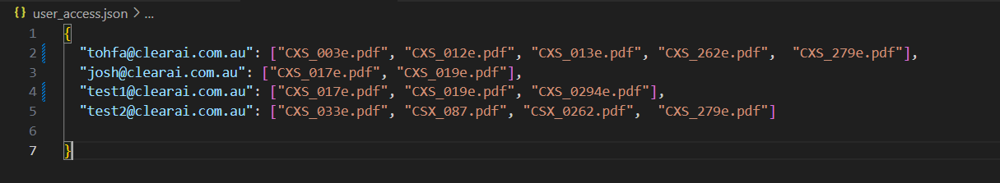 {} user_access.json > ...
1 {
2 "tohfa@clearai.com.au": ["CXS_003e.pdf", "CXS_012e.pdf", "CXS_013e.pdf", "CXS_262e.pdf",  "CXS_279e.pdf"],
3 "josh@clearai.com.au": ["CXS_017e.pdf", "CXS_019e.pdf"],
4 "test1@clearai.com.au": ["CXS_017e.pdf", "CXS_019e.pdf", "CXS_0294e.pdf"],
5 "test2@clearai.com.au": ["CXS_033e.pdf", "CSX_087.pdf", "CSX_0262.pdf",  "CXS_279e.pdf"]
6
7 }